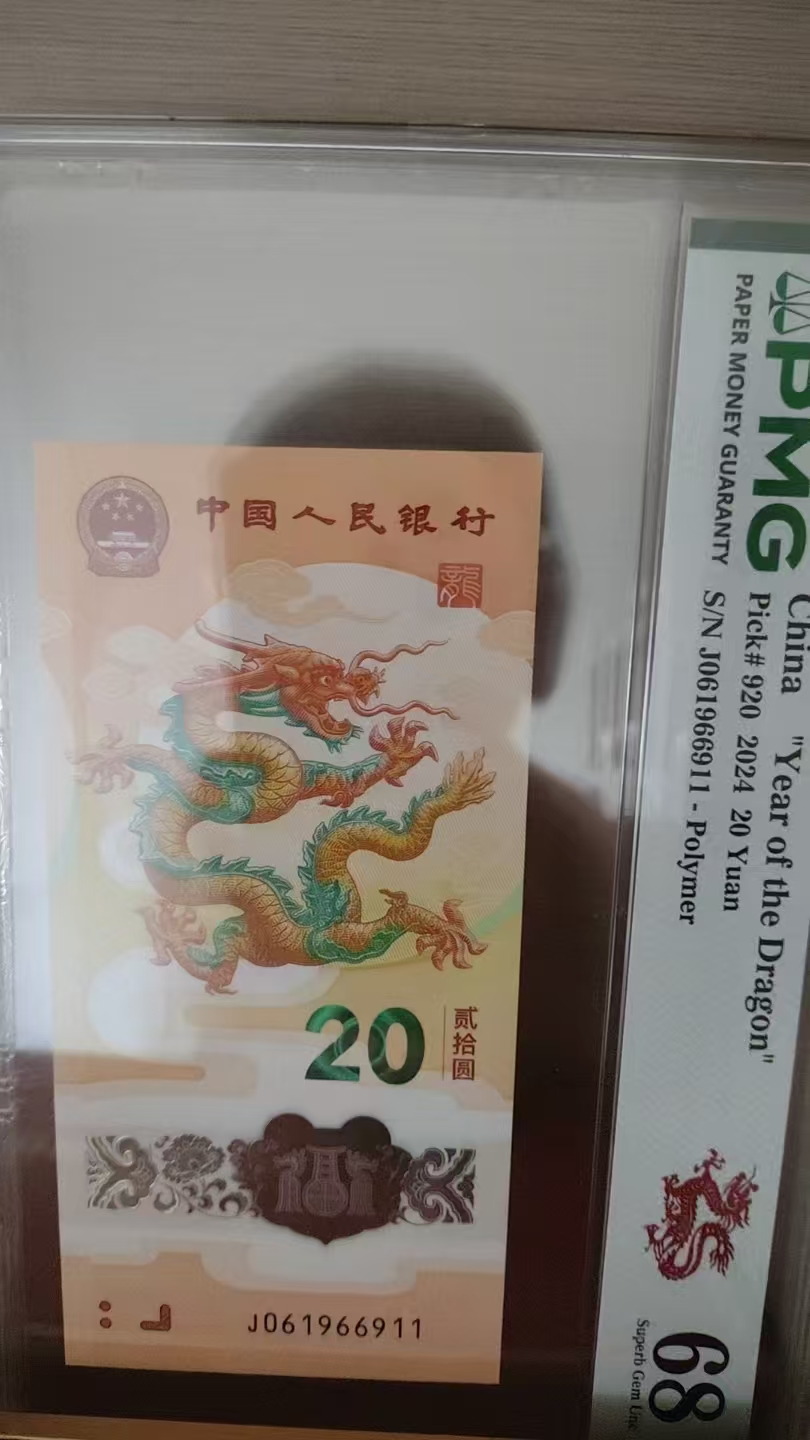 中国人民银行
龍
20
贰拾圆
J061966911
PMG
PAPER MONEY GUARANTY
China "Year of the Dragon"
Pick# 920 2024 20 Yuan
S/N J061966911 - Polymer
68
Superb Gem Unc